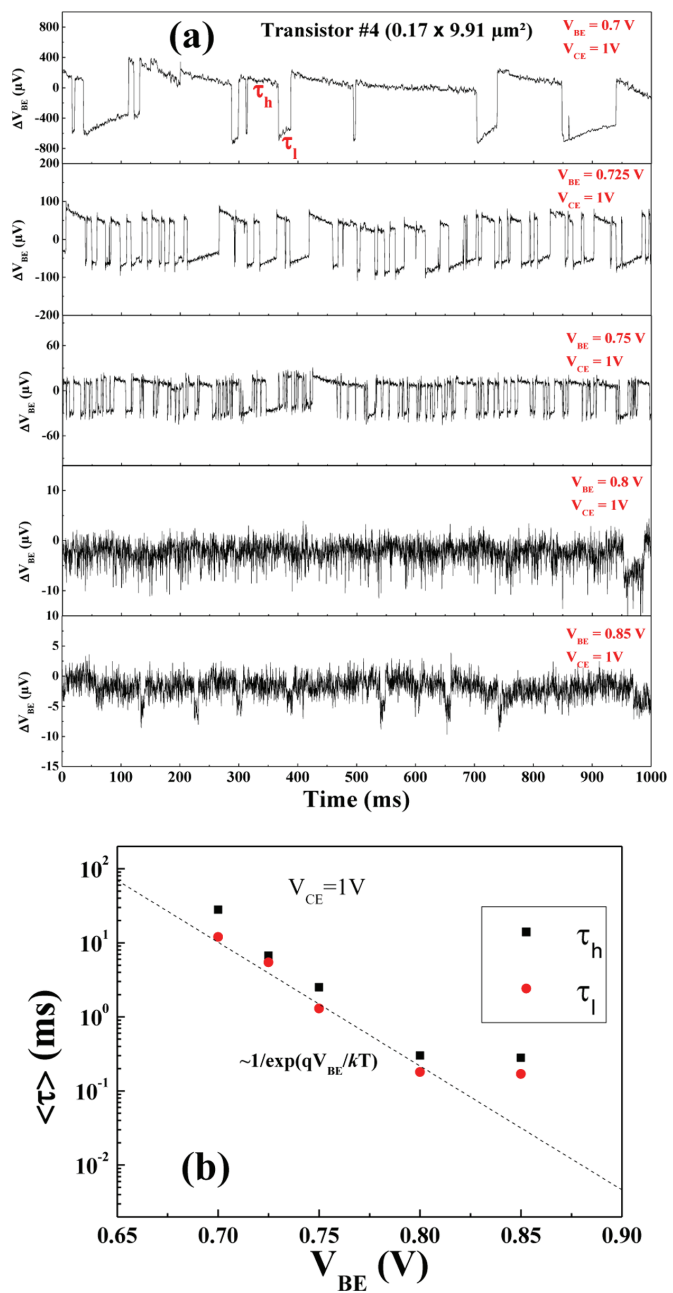 (a) Transistor #4 (0.17 x 9.91 µm²)
V_BE = 0.7 V
V_CE = 1V
ΔV_BE (µV)
800
400
0
-400
-800
τ_h
τ_l
V_BE = 0.725 V
V_CE = 1V
ΔV_BE (µV)
200
100
0
-100
-200
V_BE = 0.75 V
V_CE = 1V
ΔV_BE (µV)
60
0
-60
V_BE = 0.8 V
V_CE = 1V
ΔV_BE (µV)
10
0
-10
10
V_BE = 0.85 V
V_CE = 1V
ΔV_BE (µV)
5
0
-5
-10
-15
0 100 200 300 400 500 600 700 800 900 1000
Time (ms)
10²
10¹
10⁰
10⁻¹
10⁻²
<τ> (ms)
V_CE=1V
τ_h
τ_l
~1/exp(qV_BE/kT)
(b)
0.65 0.70 0.75 0.80 0.85 0.90
V_BE (V)